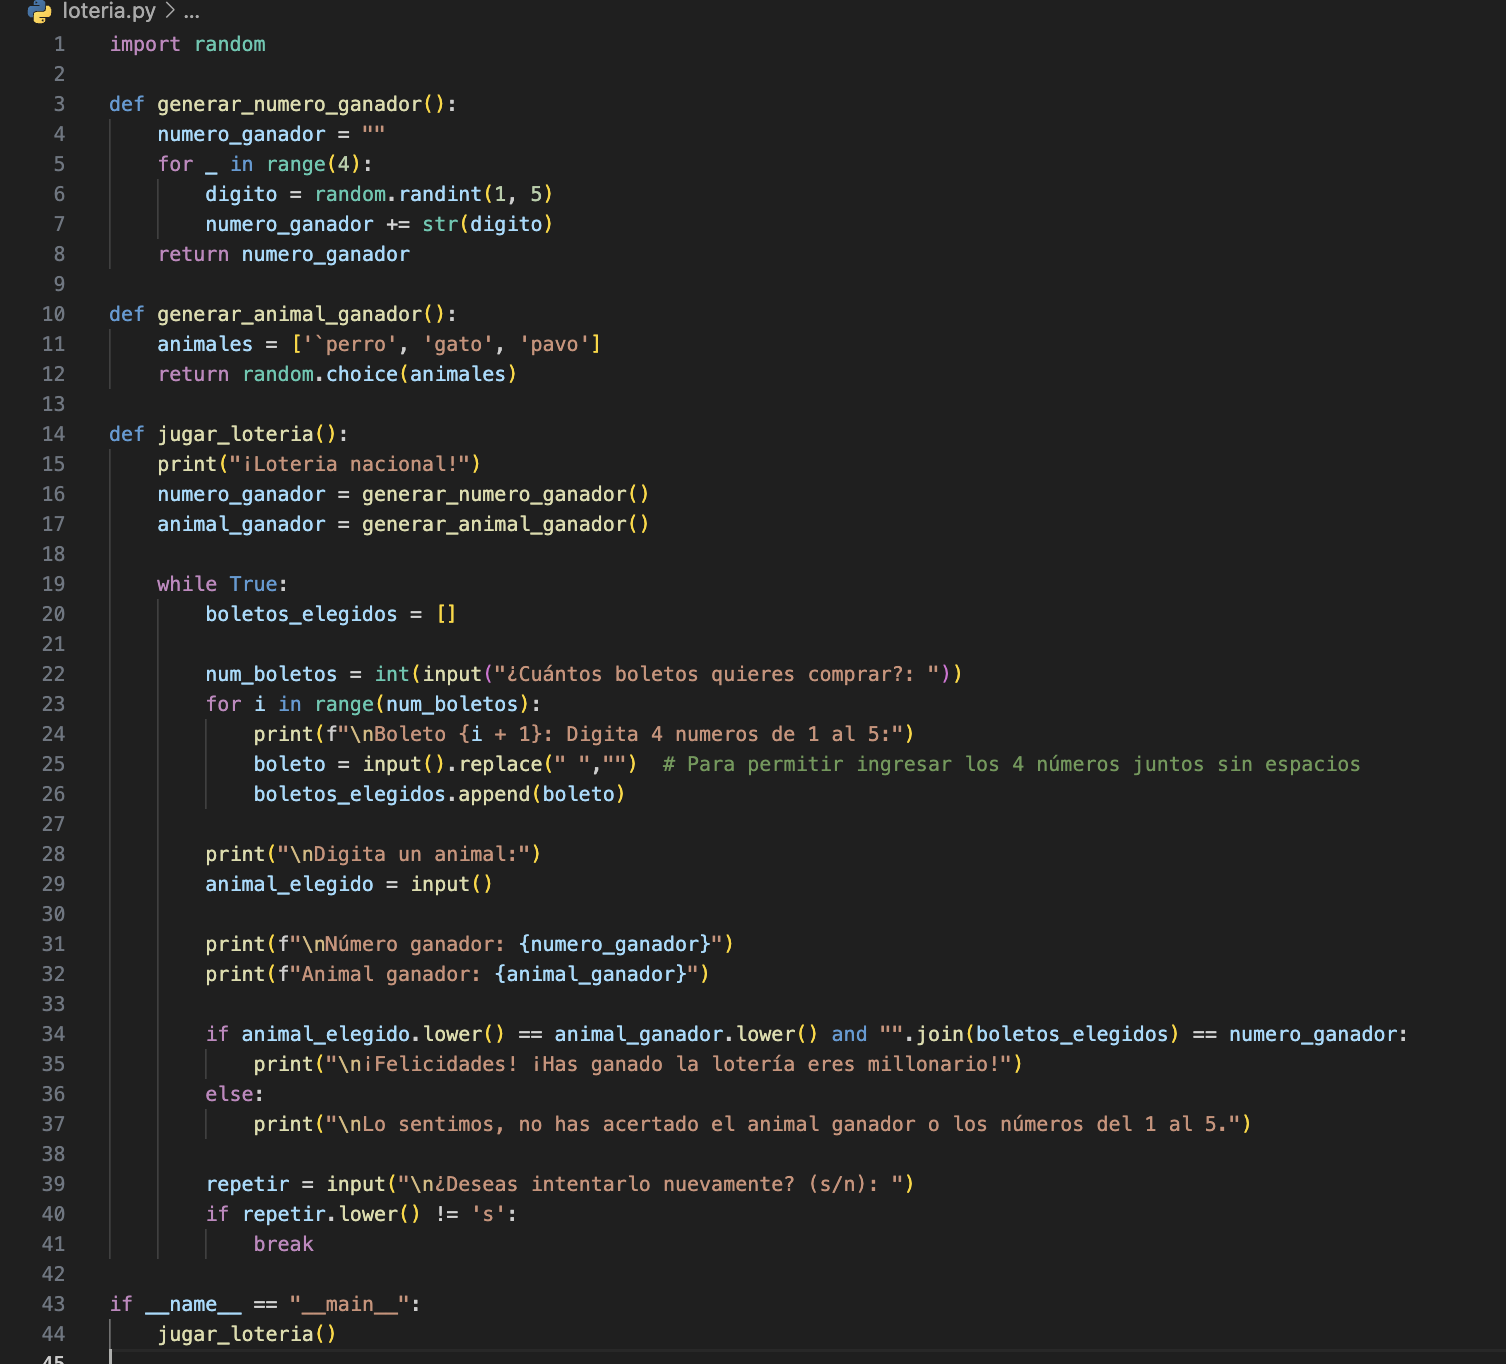 loteria.py > ...
1 import random
2
3 def generar_numero_ganador():
4     numero_ganador = ""
5     for _ in range(4):
6         digito = random.randint(1, 5)
7         numero_ganador += str(digito)
8     return numero_ganador
9
10 def generar_animal_ganador():
11     animales = ['`perro', 'gato', 'pavo']
12     return random.choice(animales)
13
14 def jugar_loteria():
15     print("¡Loteria nacional!")
16     numero_ganador = generar_numero_ganador()
17     animal_ganador = generar_animal_ganador()
18
19     while True:
20         boletos_elegidos = []
21
22         num_boletos = int(input("¿Cuántos boletos quieres comprar?: "))
23         for i in range(num_boletos):
24             print(f"\nBoleto {i + 1}: Digita 4 numeros de 1 al 5:")
25             boleto = input().replace(" ","")  # Para permitir ingresar los 4 números juntos sin espacios
26             boletos_elegidos.append(boleto)
27
28         print("\nDigita un animal:")
29         animal_elegido = input()
30
31         print(f"\nNúmero ganador: {numero_ganador}")
32         print(f"Animal ganador: {animal_ganador}")
33
34         if animal_elegido.lower() == animal_ganador.lower() and "".join(boletos_elegidos) == numero_ganador:
35             print("\n¡Felicidades! ¡Has ganado la lotería eres millonario!")
36         else:
37             print("\nLo sentimos, no has acertado el animal ganador o los números del 1 al 5.")
38
39         repetir = input("\n¿Deseas intentarlo nuevamente? (s/n): ")
40         if repetir.lower() != 's':
41             break
42
43 if __name__ == "__main__":
44     jugar_loteria()
45